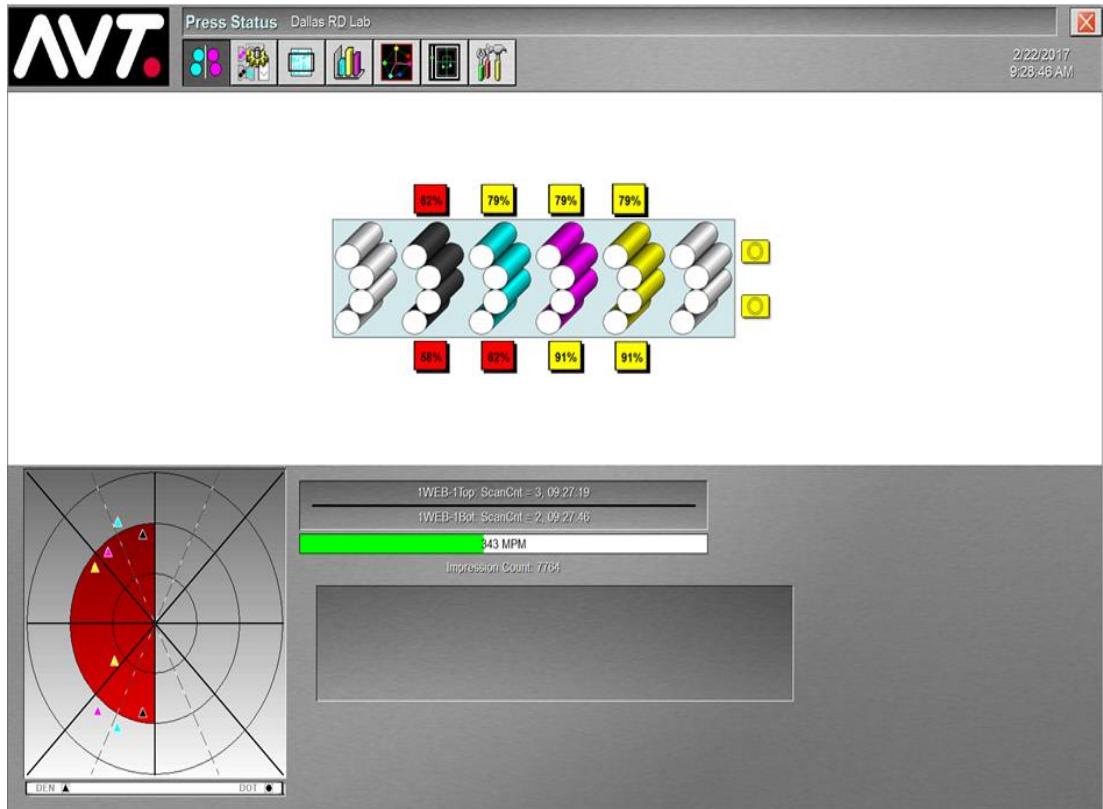 AVT.
Press Status Dallas RD Lab
2/22/2017
9:28:46 AM
82% 79% 79% 79%
58% 82% 91% 91%
1WEB-1Top: ScanCnt = 3, 09:27:19
1WEB-1Bot: ScanCnt = 2, 09:27:46
343 MPM
Impression Count: 7764
DEN DOT